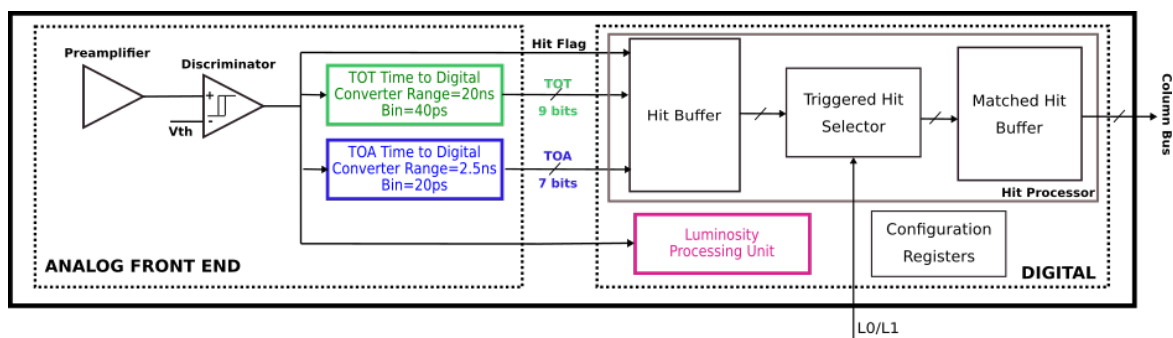 Preamplifier
Discriminator
+
-
Vth
Hit Flag
TOT Time to Digital
Converter Range=20ns
Bin=40ps
TOT
9 bits
TOA Time to Digital
Converter Range=2.5ns
Bin=20ps
TOA
7 bits
ANALOG FRONT END
Hit Buffer
Triggered Hit
Selector
Matched Hit
Buffer
Hit Processor
Luminosity
Processing Unit
Configuration
Registers
DIGITAL
L0/L1
Column Bus